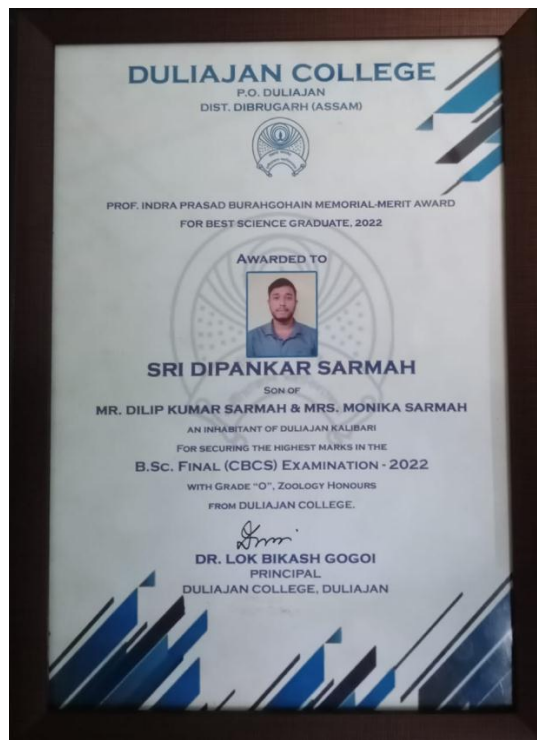 DULIAJAN COLLEGE
P.O. DULIAJAN
DIST. DIBRUGARH (ASSAM)
PROF. INDRA PRASAD BURAHGOHAIN MEMORIAL-MERIT AWARD
FOR BEST SCIENCE GRADUATE, 2022
AWARDED TO
SRI DIPANKAR SARMAH
SON OF
MR. DILIP KUMAR SARMAH & MRS. MONIKA SARMAH
AN INHABITANT OF DULIAJAN KALIBARI
FOR SECURING THE HIGHEST MARKS IN THE
B.SC. FINAL (CBCS) EXAMINATION - 2022
WITH GRADE "O", ZOOLOGY HONOURS
FROM DULIAJAN COLLEGE.
DR. LOK BIKASH GOGOI
PRINCIPAL
DULIAJAN COLLEGE, DULIAJAN